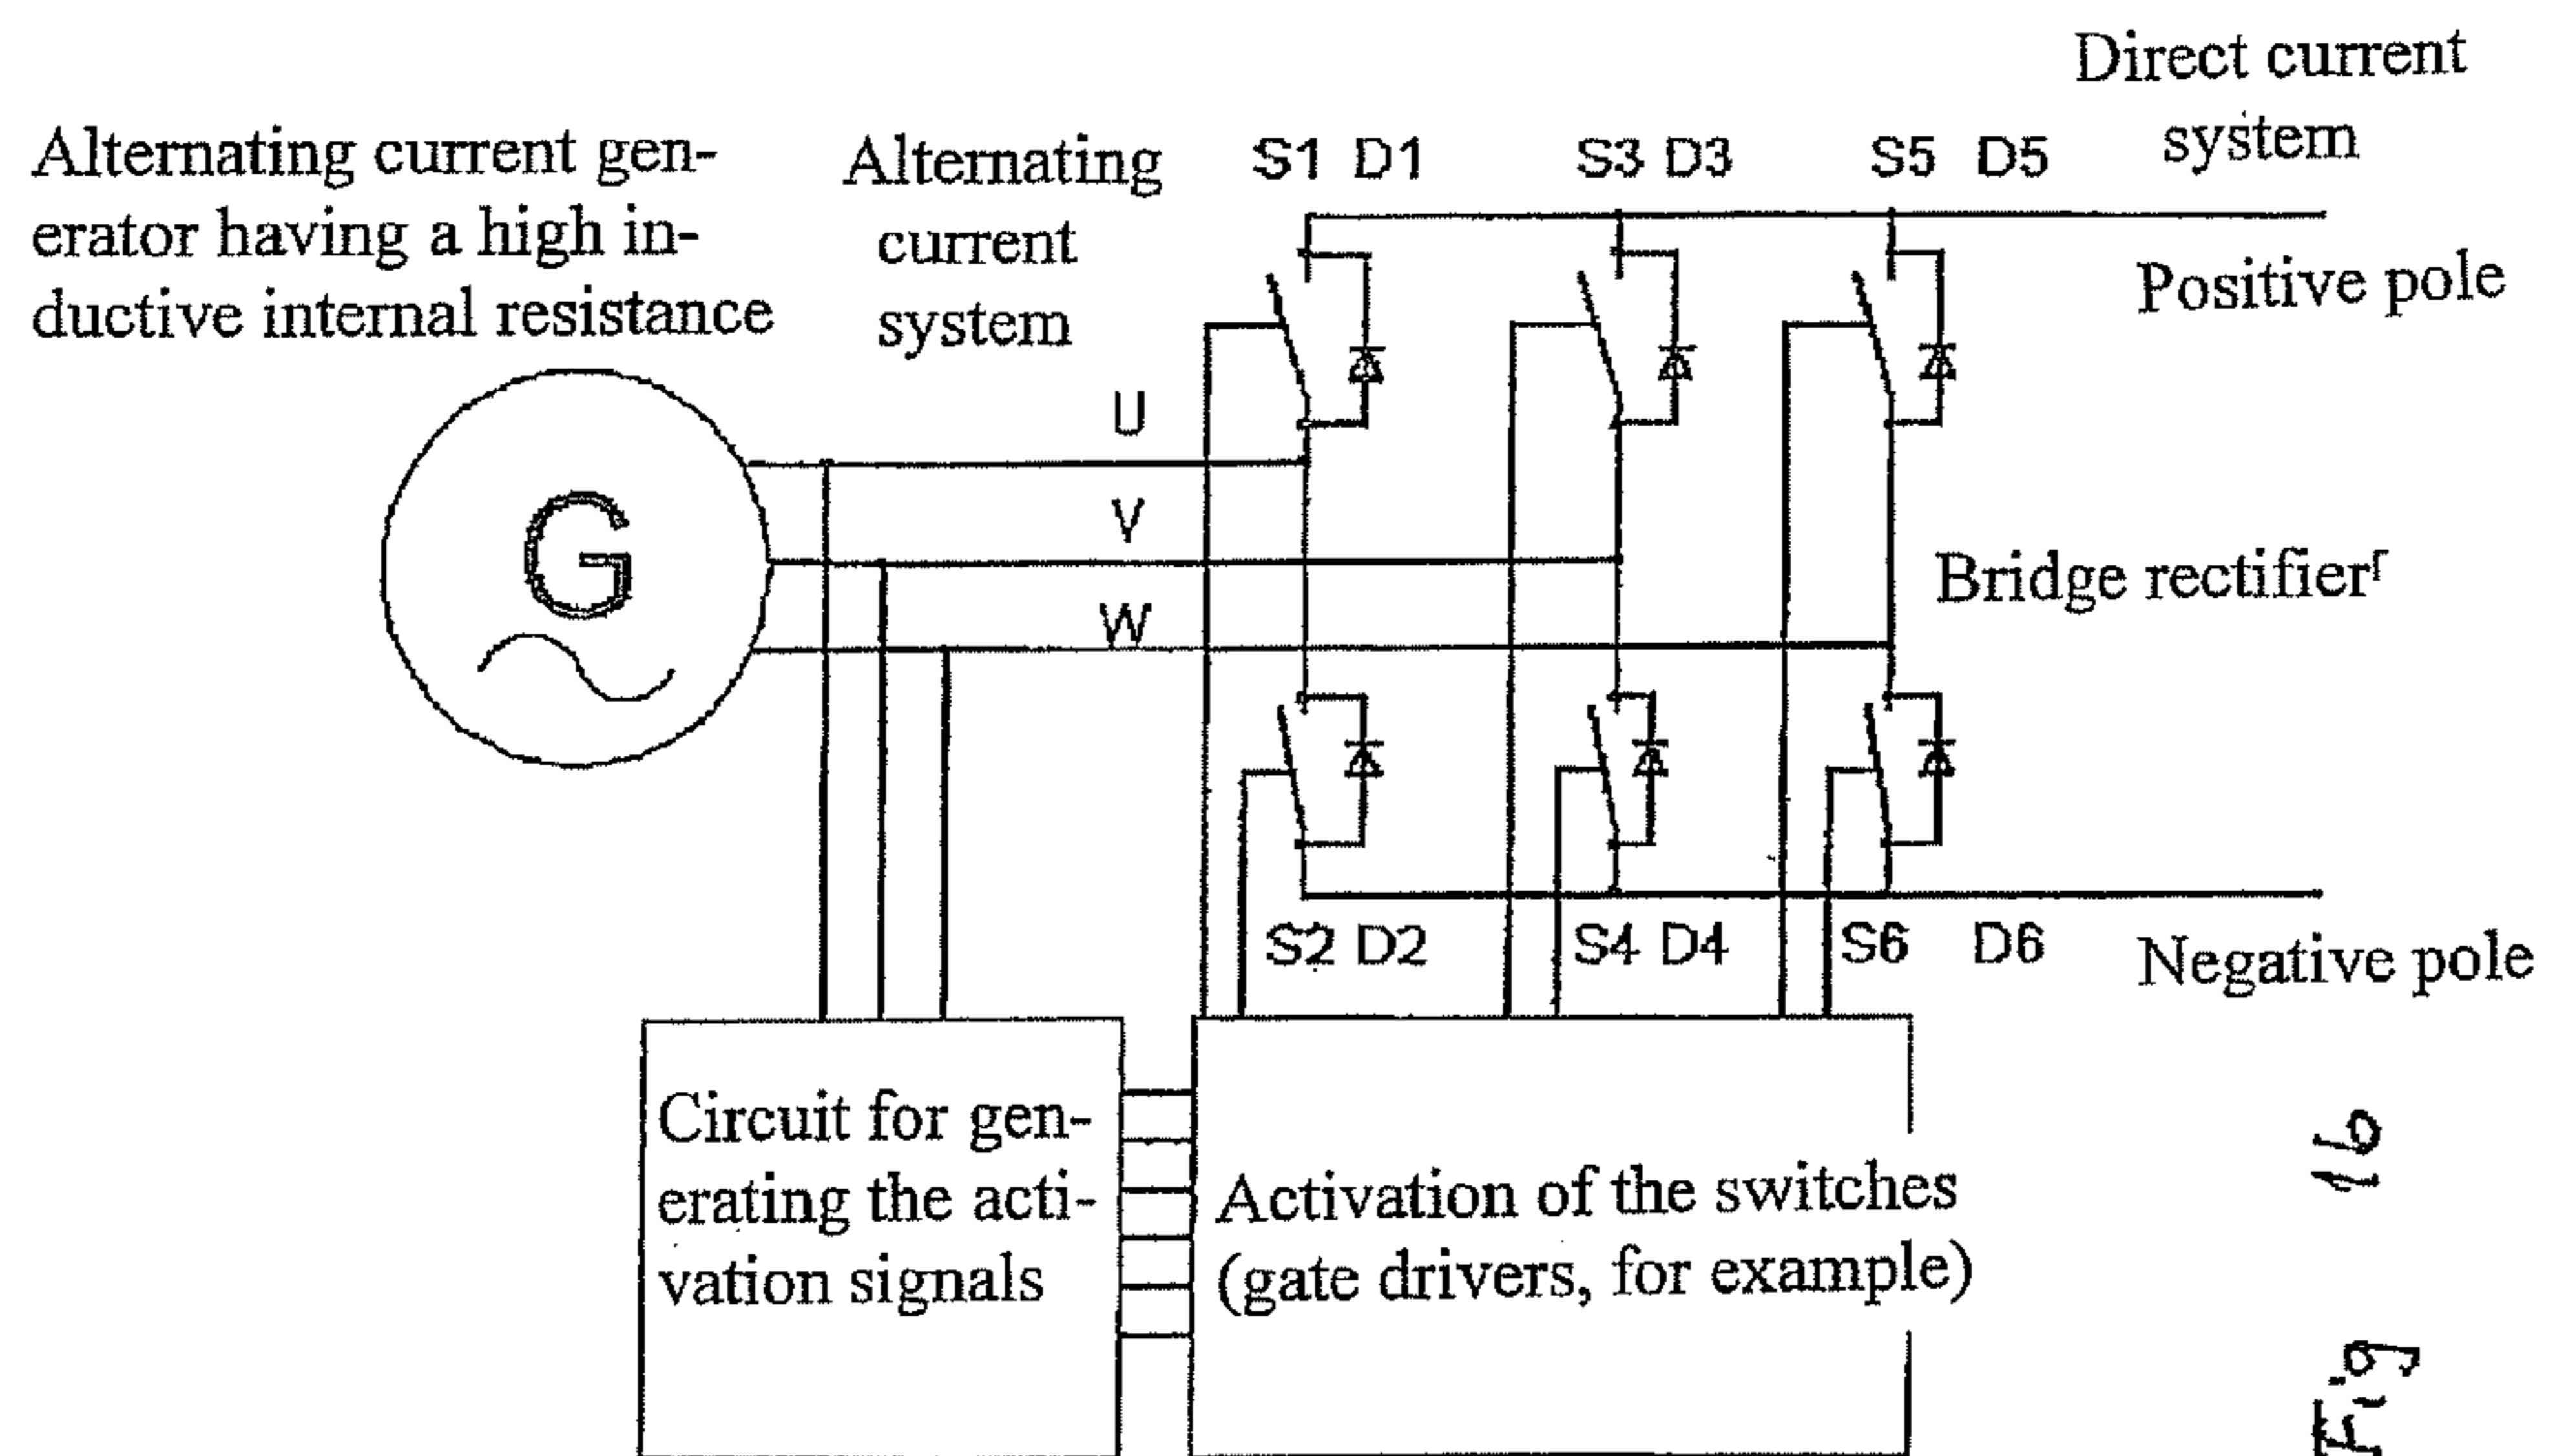 Direct current
system
Alternating current gen-
erator having a high in-
ductive internal resistance
Alternating
current
system
S1 D1
S3 D3
S5 D5
Positive pole
U
V
W
G
Bridge rectifier
S2 D2
S4 D4
S6 D6
Negative pole
Circuit for gen-
erating the acti-
vation signals
Activation of the switches
(gate drivers, for example)
Fig 16